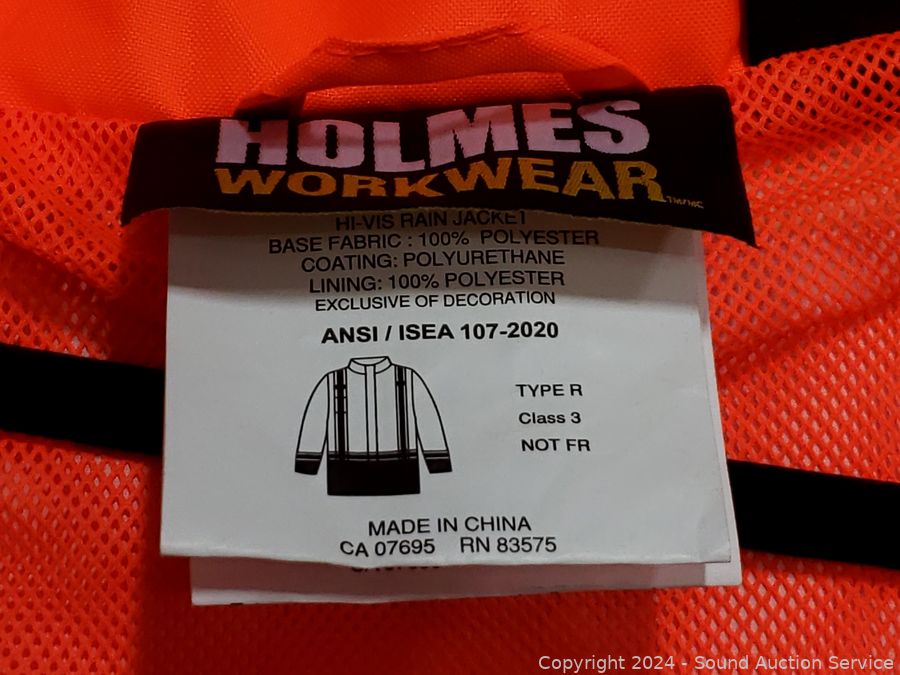 HOLMES
WORKWEAR
HI-VIS RAIN JACKET
BASE FABRIC : 100% POLYESTER
COATING: POLYURETHANE
LINING: 100% POLYESTER
EXCLUSIVE OF DECORATION
ANSI / ISEA 107-2020
TYPE R
Class 3
NOT FR
MADE IN CHINA
CA 07695 RN 83575
Copyright 2024 - Sound Auction Service